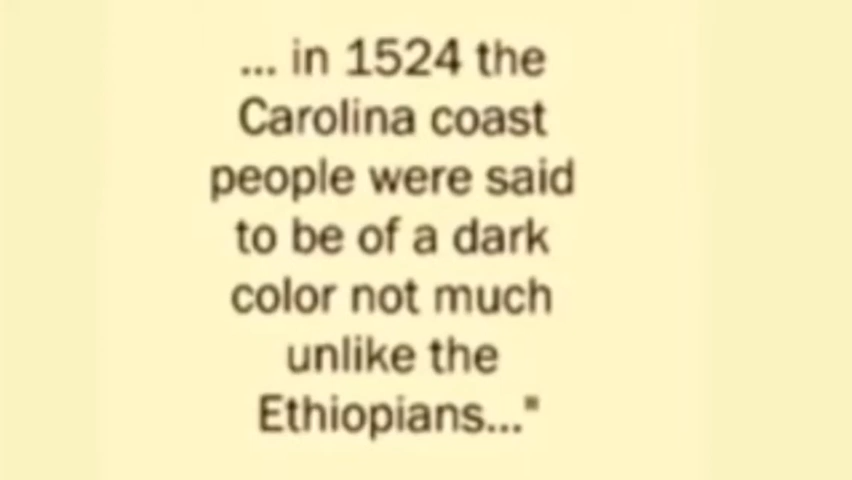 ... in 1524 the
Carolina coast
people were said
to be of a dark
color not much
unlike the
Ethiopians..."